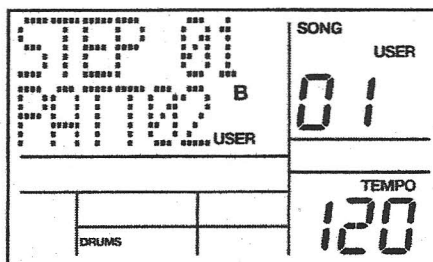 STEP 01
PATT02 B
USER
SONG
USER
01
TEMPO
120
DRUMS